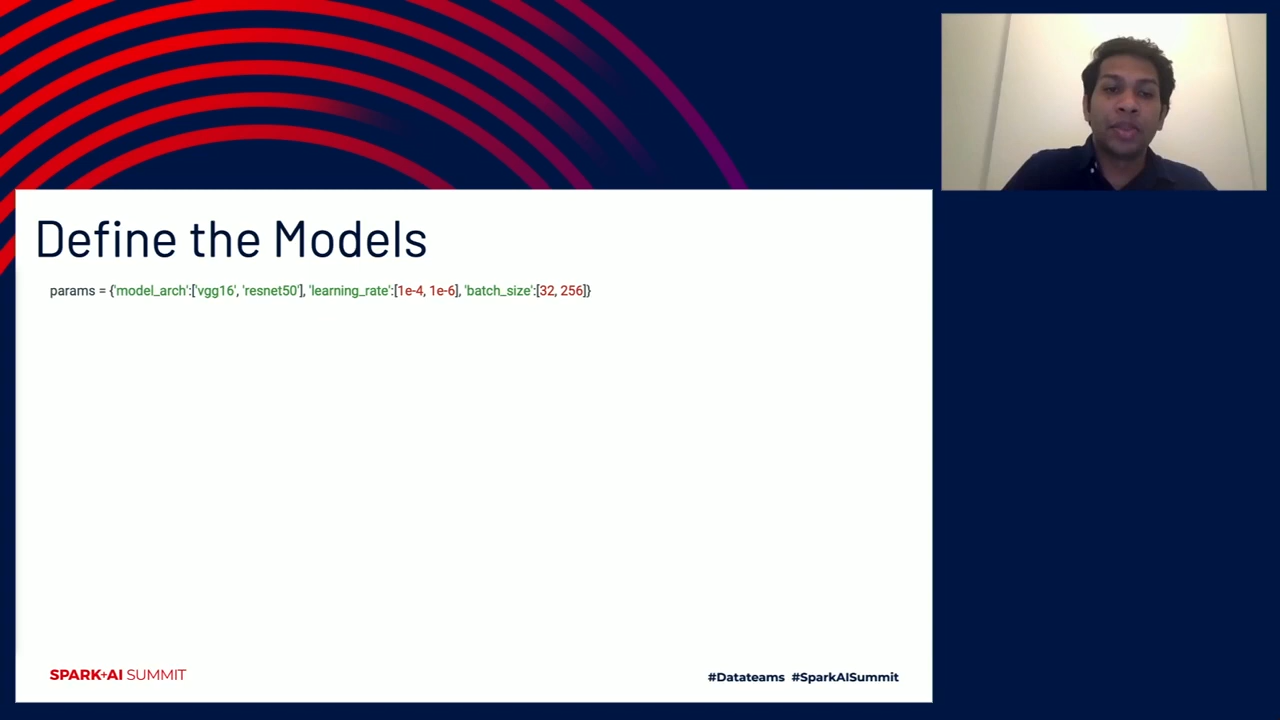 Define the Models
params = {'model_arch':['vgg16', 'resnet50'], 'learning_rate':[1e-4, 1e-6], 'batch_size':[32, 256]}
SPARK+AI SUMMIT
#Datateams #SparkAISummit